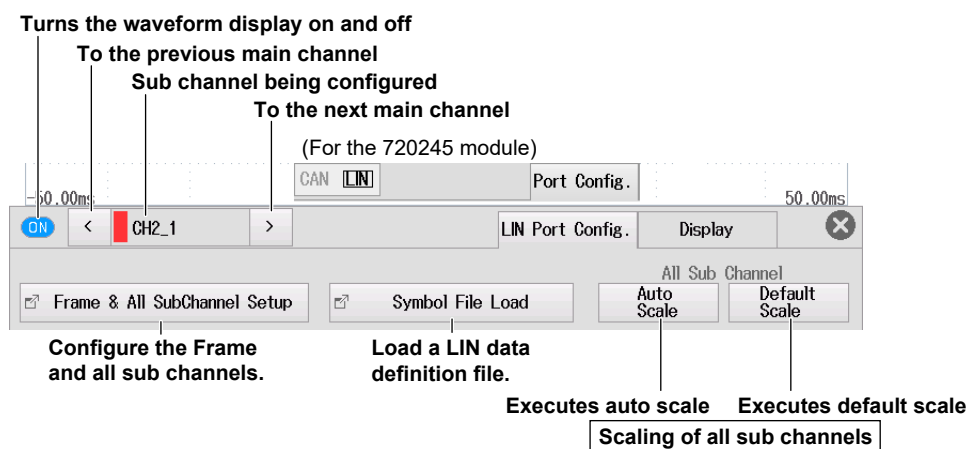 Turns the waveform display on and off
To the previous main channel
Sub channel being configured
To the next main channel
(For the 720245 module)
CAN LIN Port Config.
-50.00ms 50.00ms
ON < CH2_1 > LIN Port Config. Display
All Sub Channel
Frame & All SubChannel Setup Symbol File Load Auto Scale Default Scale
Configure the Frame
and all sub channels.
Load a LIN data
definition file.
Executes auto scale Executes default scale
Scaling of all sub channels